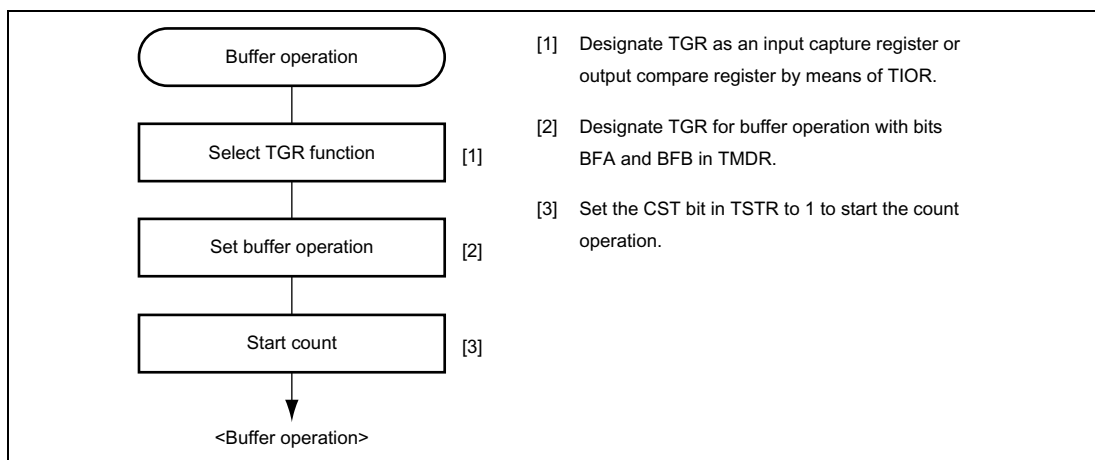 Buffer operation
Select TGR function
[1]
Set buffer operation
[2]
Start count
[3]
<Buffer operation>
[1] Designate TGR as an input capture register or
output compare register by means of TIOR.
[2] Designate TGR for buffer operation with bits
BFA and BFB in TMDR.
[3] Set the CST bit in TSTR to 1 to start the count
operation.